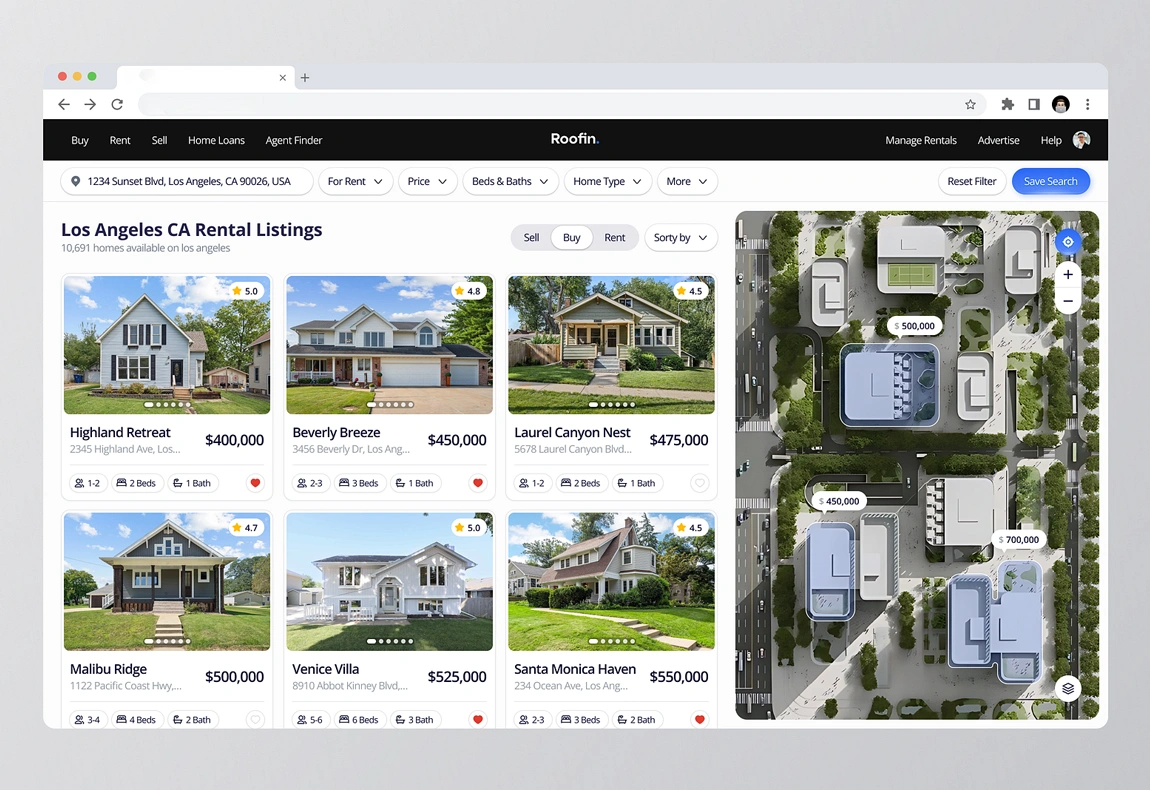 Buy Rent Sell Home Loans Agent Finder Roofin. Manage Rentals Advertise Help
1234 Sunset Blvd, Los Angeles, CA 90026, USA For Rent Price Beds & Baths Home Type More Reset Filter Save Search
Los Angeles CA Rental Listings
10,691 homes available on los angeles
Sell Buy Rent Sorty by
5.0 4.8 4.5
Highland Retreat $400,000
2345 Highland Ave, Los...
1-2 2 Beds 1 Bath
Beverly Breeze $450,000
3456 Beverly Dr, Los Ang...
2-3 3 Beds 1 Bath
Laurel Canyon Nest $475,000
5678 Laurel Canyon Blvd...
1-2 2 Beds 1 Bath
4.7 5.0 4.5
Malibu Ridge $500,000
1122 Pacific Coast Hwy,...
3-4 4 Beds 2 Bath
Venice Villa $525,000
8910 Abbot Kinney Blvd,...
5-6 6 Beds 3 Bath
Santa Monica Haven $550,000
234 Ocean Ave, Los Ang...
2-3 3 Beds 2 Bath
$ 500,000
$ 450,000
$ 700,000